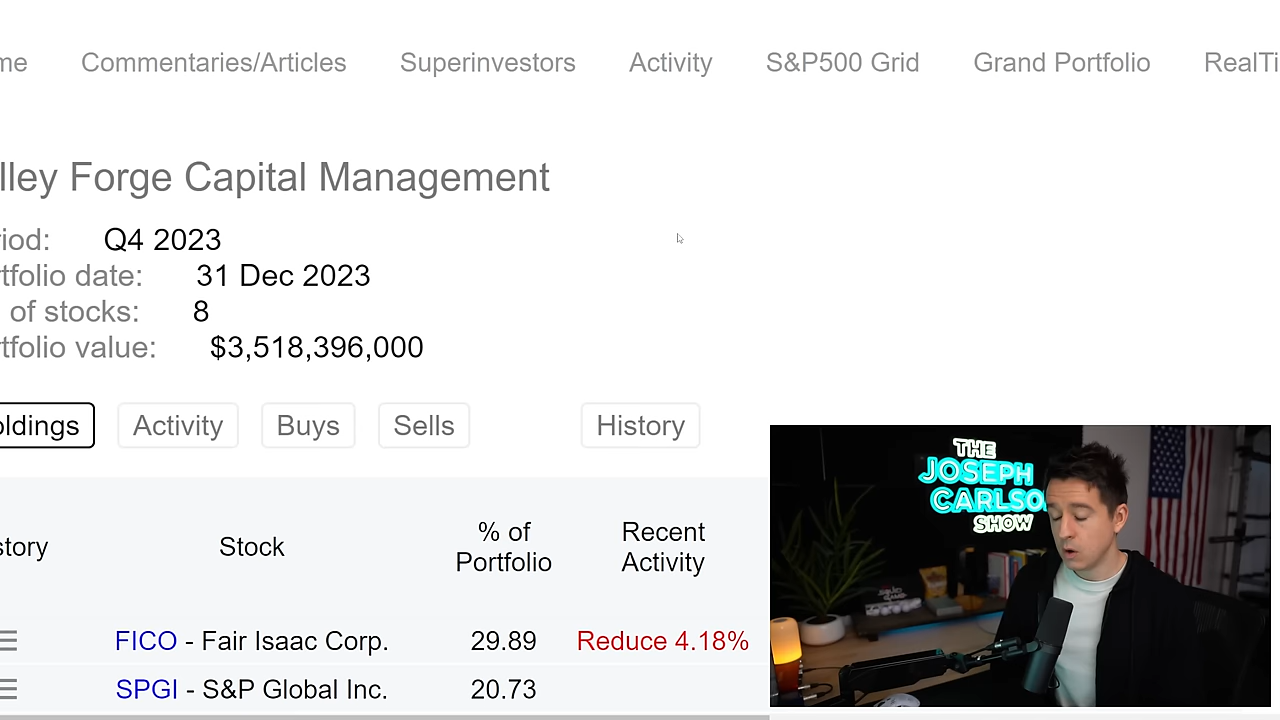 me Commentaries/Articles Superinvestors Activity S&P500 Grid Grand Portfolio RealTi
lley Forge Capital Management
riod: Q4 2023
tfolio date: 31 Dec 2023
of stocks: 8
tfolio value: $3,518,396,000
oldings Activity Buys Sells History
story Stock % of Portfolio Recent Activity
FICO - Fair Isaac Corp. 29.89 Reduce 4.18%
SPGI - S&P Global Inc. 20.73
THE
JOSEPH
CARLSO
SHOW